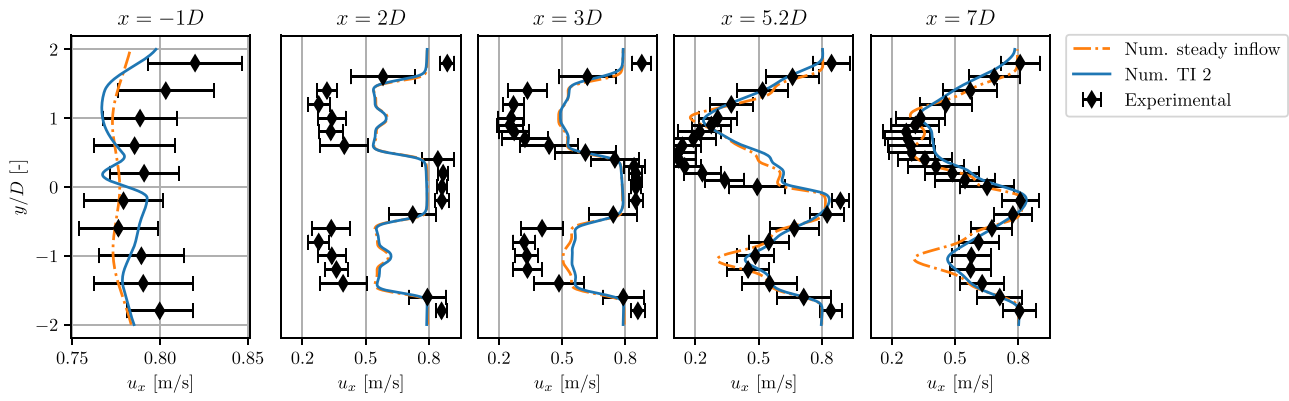 x = −1D
x = 2D
x = 3D
x = 5.2D
x = 7D
Num. steady inflow
Num. TI 2
Experimental
y/D [-]
2
1
0
−1
−2
0.75 0.80 0.85
0.2 0.5 0.8
0.2 0.5 0.8
0.2 0.5 0.8
0.2 0.5 0.8
u_x [m/s]
u_x [m/s]
u_x [m/s]
u_x [m/s]
u_x [m/s]